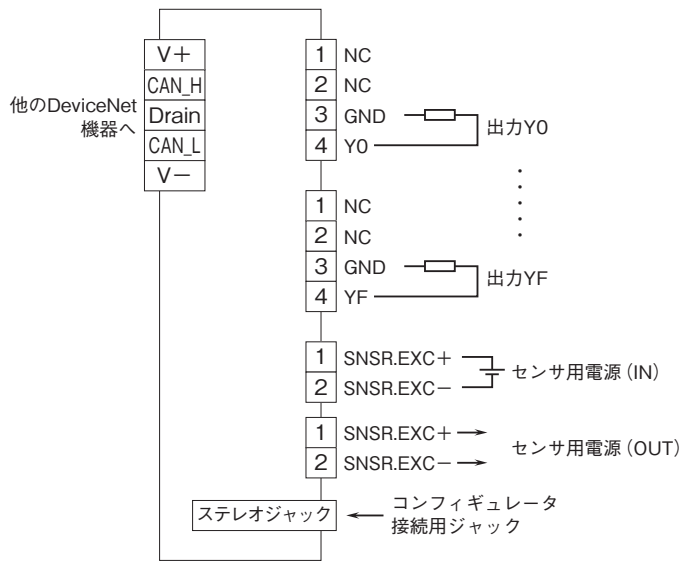 V+
CAN_H
Drain
CAN_L
V−
他のDeviceNet
機器へ
1 NC
2 NC
3 GND
4 Y0
出力Y0
1 NC
2 NC
3 GND
4 YF
出力YF
1 SNSR.EXC+
2 SNSR.EXC−
センサ用電源(IN)
1 SNSR.EXC+
2 SNSR.EXC−
センサ用電源(OUT)
ステレオジャック
コンフィギュレータ
接続用ジャック